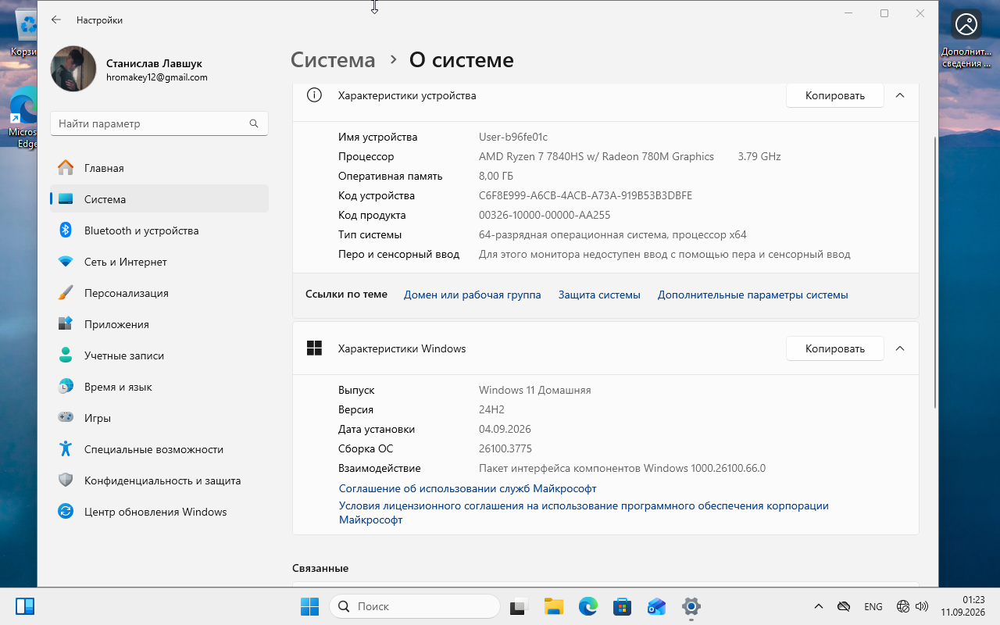 Настройки
Станислав Лавшук
hromakey12@gmail.com
Найти параметр
Главная
Система
Bluetooth и устройства
Сеть и Интернет
Персонализация
Приложения
Учетные записи
Время и язык
Игры
Специальные возможности
Конфиденциальность и защита
Центр обновления Windows
Система > О системе
Характеристики устройства
Копировать
Имя устройства User-b96fe01c
Процессор AMD Ryzen 7 7840HS w/ Radeon 780M Graphics 3.79 GHz
Оперативная память 8,00 ГБ
Код устройства C6F8E999-A6CB-4ACB-A73A-919B53B3DBFE
Код продукта 00326-10000-00000-AA255
Тип системы 64-разрядная операционная система, процессор x64
Перо и сенсорный ввод Для этого монитора недоступен ввод с помощью пера и сенсорный ввод
Ссылки по теме Домен или рабочая группа Защита системы Дополнительные параметры системы
Характеристики Windows
Копировать
Выпуск Windows 11 Домашняя
Версия 24H2
Дата установки 04.09.2026
Сборка ОС 26100.3775
Взаимодействие Пакет интерфейса компонентов Windows 1000.26100.66.0
Соглашение об использовании служб Майкрософт
Условия лицензионного соглашения на использование программного обеспечения корпорации
Майкрософт
Связанные
Корзи
Micros
Edge
Дополнит...
сведения ...
Поиск
ENG
01:23
11.09.2026